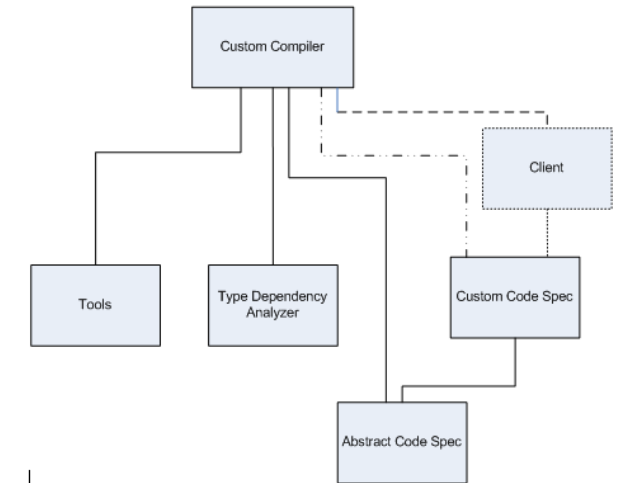 Custom Compiler
Client
Tools
Type Dependency
Analyzer
Custom Code Spec
Abstract Code Spec